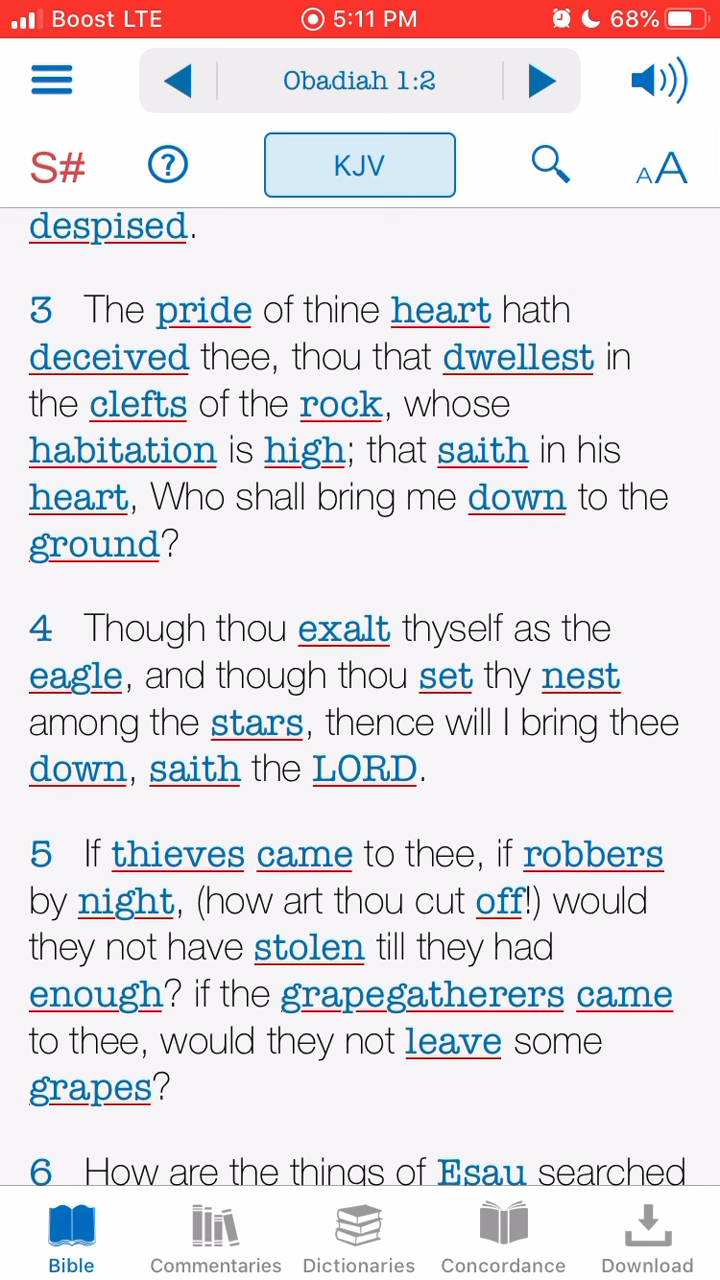 Boost LTE 5:11 PM 68%
Obadiah 1:2
S# ? KJV AA
despised.
3 The pride of thine heart hath
deceived thee, thou that dwellest in
the clefts of the rock, whose
habitation is high; that saith in his
heart, Who shall bring me down to the
ground?
4 Though thou exalt thyself as the
eagle, and though thou set thy nest
among the stars, thence will I bring thee
down, saith the LORD.
5 If thieves came to thee, if robbers
by night, (how art thou cut off!) would
they not have stolen till they had
enough? if the grapegatherers came
to thee, would they not leave some
grapes?
6 How are the things of Esau searched
Bible Commentaries Dictionaries Concordance Download